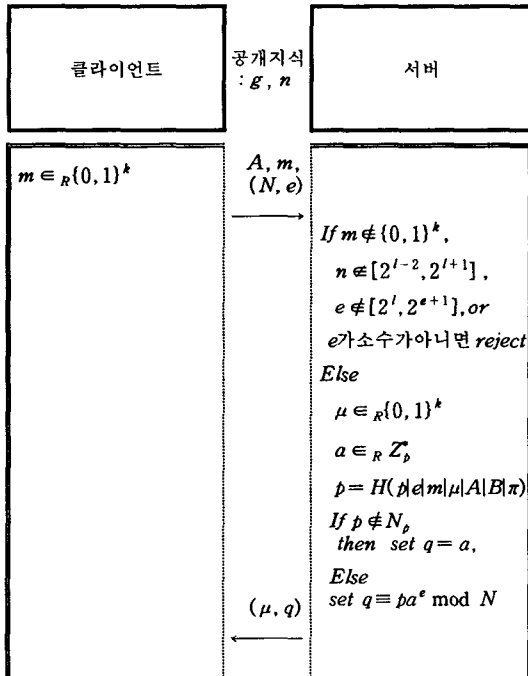 클라이언트
공개지식
: g, n
서버
m ∈ _R{0, 1}^k
A, m,
(N, e)
If m ∉ {0, 1}^k,
n ∉ [2^{l-2}, 2^{l+1}],
e ∉ [2^l, 2^{e+1}], or
e가소수가아니면 reject
Else
μ ∈ _R{0, 1}^k
a ∈ _R Z_p^*
p = H(p|e|m|μ|A|B|π)
If p ∉ N_p
then set q = a,
Else
set q ≡ pa^e mod N
(μ, q)